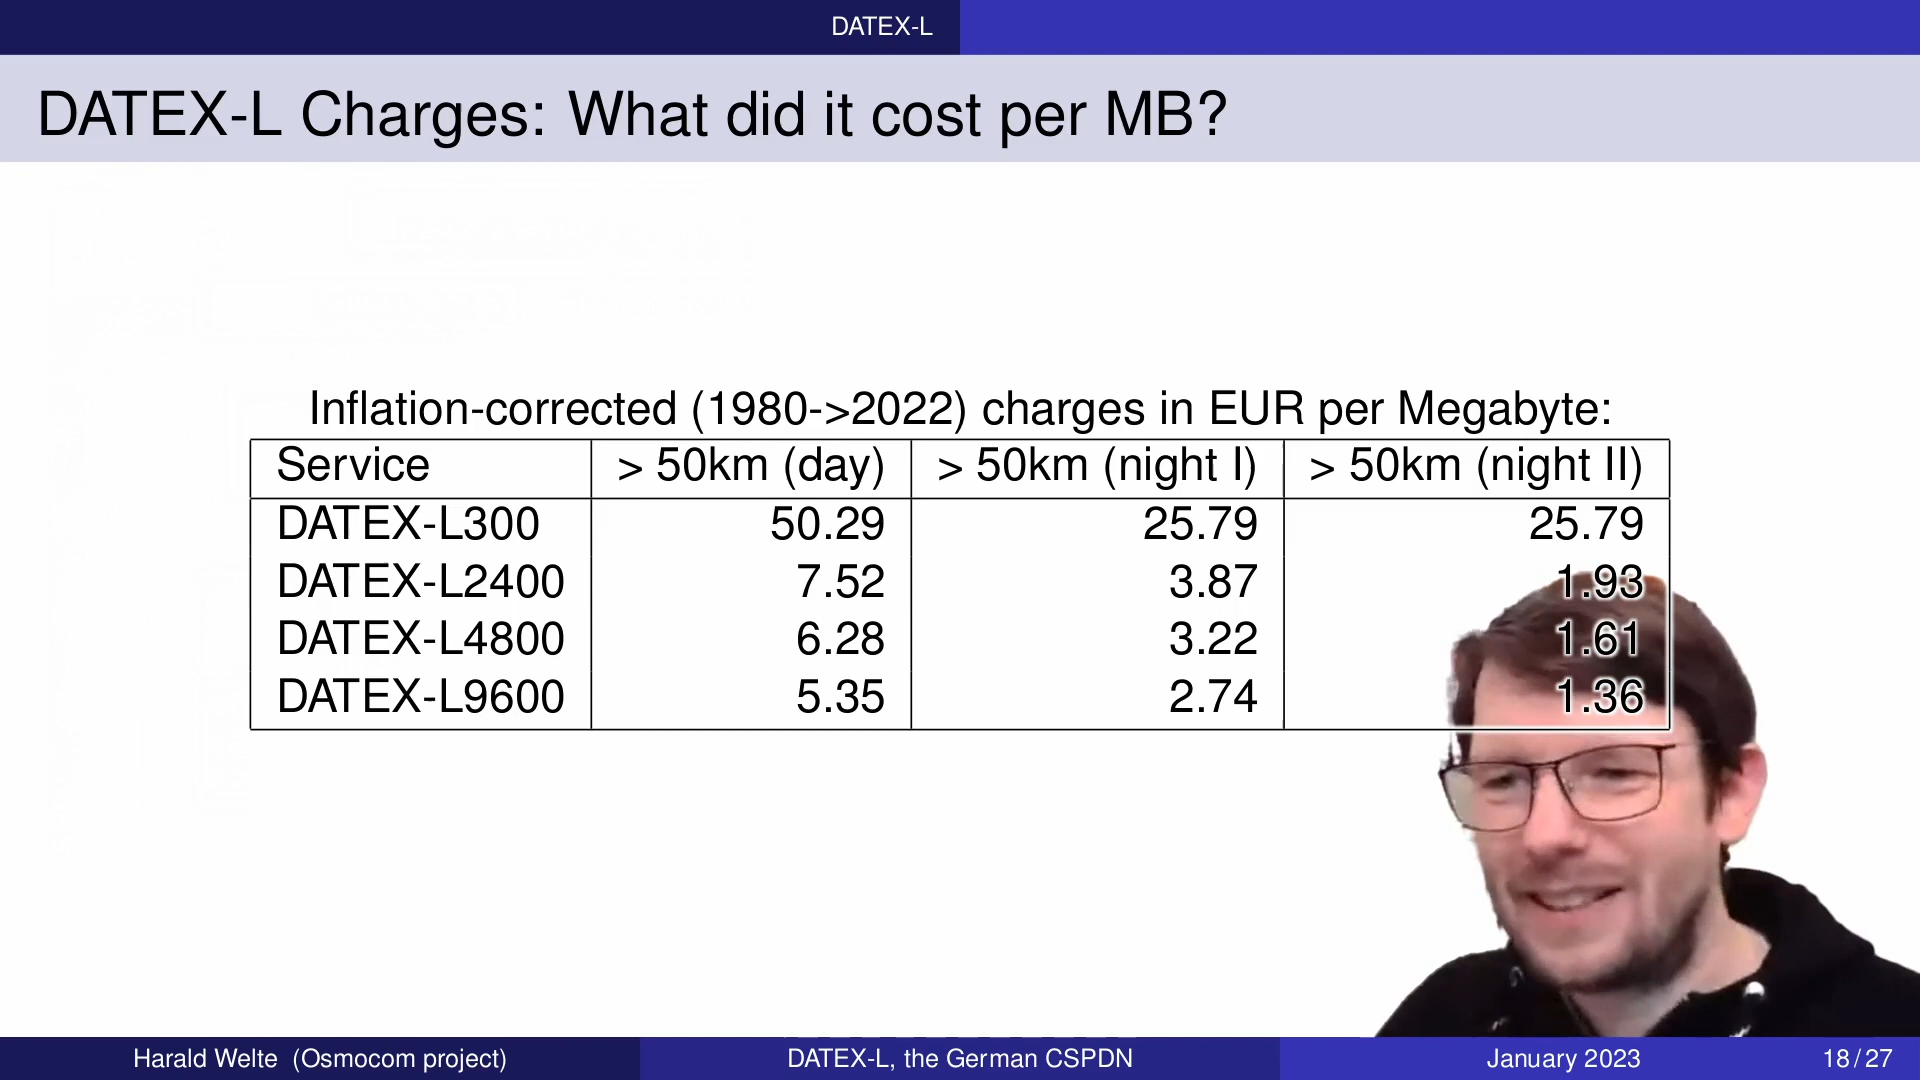 DATEX-L
DATEX-L Charges: What did it cost per MB?
Inflation-corrected (1980->2022) charges in EUR per Megabyte:
Service > 50km (day) > 50km (night I) > 50km (night II)
DATEX-L300 50.29 25.79 25.79
DATEX-L2400 7.52 3.87 1.93
DATEX-L4800 6.28 3.22 1.61
DATEX-L9600 5.35 2.74 1.36
Harald Welte (Osmocom project) DATEX-L, the German CSPDN January 2023 18/27